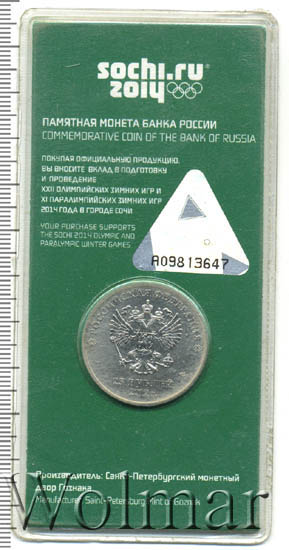 sochi.ru
2014
ПАМЯТНАЯ МОНЕТА БАНКА РОССИИ
COMMEMORATIVE COIN OF THE BANK OF RUSSIA
ПОКУПАЯ ОФИЦИАЛЬНУЮ ПРОДУКЦИЮ,
ВЫ ВНОСИТЕ ВКЛАД В ПОДГОТОВКУ
И ПРОВЕДЕНИЕ
XXII ОЛИМПИЙСКИХ ЗИМНИХ ИГР И
XI ПАРАЛИМПИЙСКИХ ЗИМНИХ ИГР
2014 ГОДА В ГОРОДЕ СОЧИ
YOUR PURCHASE SUPPORTS
THE SOCHI 2014 OLYMPIC AND
PARALYMPIC WINTER GAMES
A09813647
Производитель: Санкт-Петербургский монетный
двор Гознака
Manufacturer: Saint-Petersburg Mint of Goznak
Wolmar